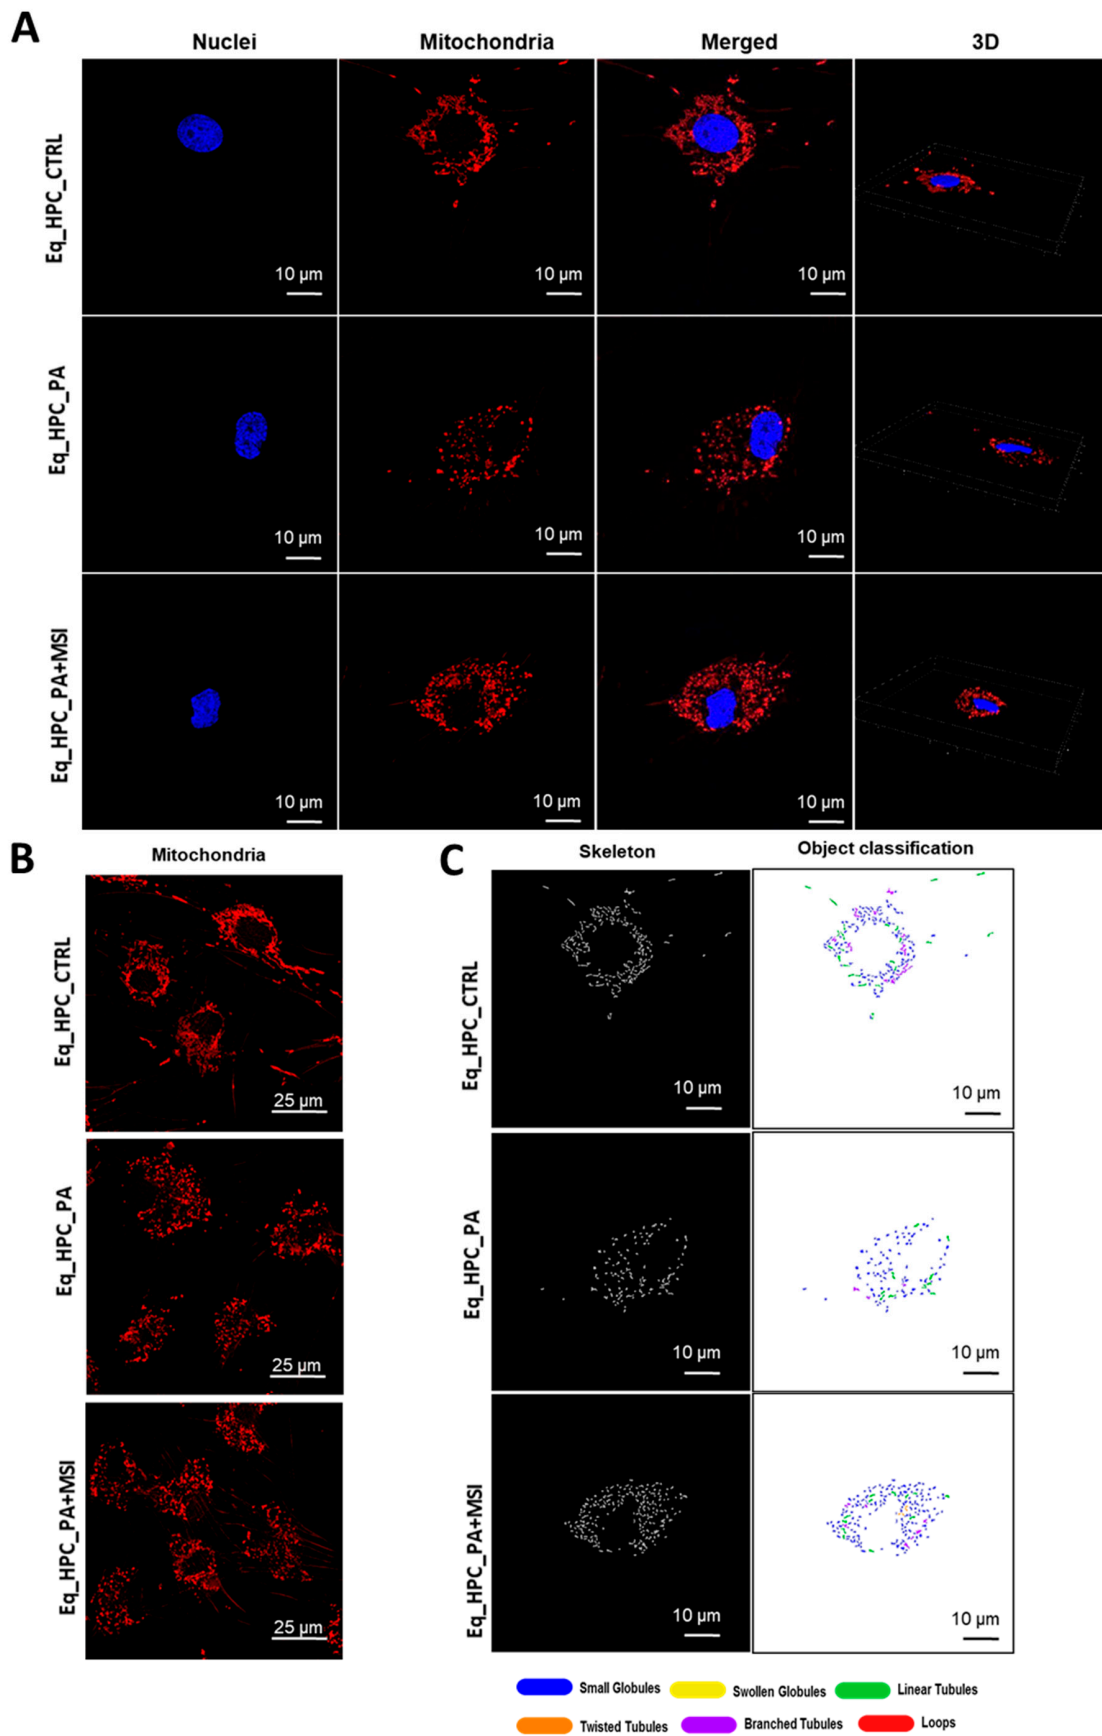 A
Nuclei Mitochondria Merged 3D
Eq_HPC_CTRL
10 µm 10 µm 10 µm
Eq_HPC_PA
10 µm 10 µm 10 µm
Eq_HPC_PA+MSI
10 µm 10 µm 10 µm
B
Mitochondria
Eq_HPC_CTRL
25 µm
Eq_HPC_PA
25 µm
Eq_HPC_PA+MSI
25 µm
C
Skeleton Object classification
Eq_HPC_CTRL
10 µm 10 µm
Eq_HPC_PA
10 µm 10 µm
Eq_HPC_PA+MSI
10 µm 10 µm
Small Globules Swollen Globules Linear Tubules
Twisted Tubules Branched Tubules Loops